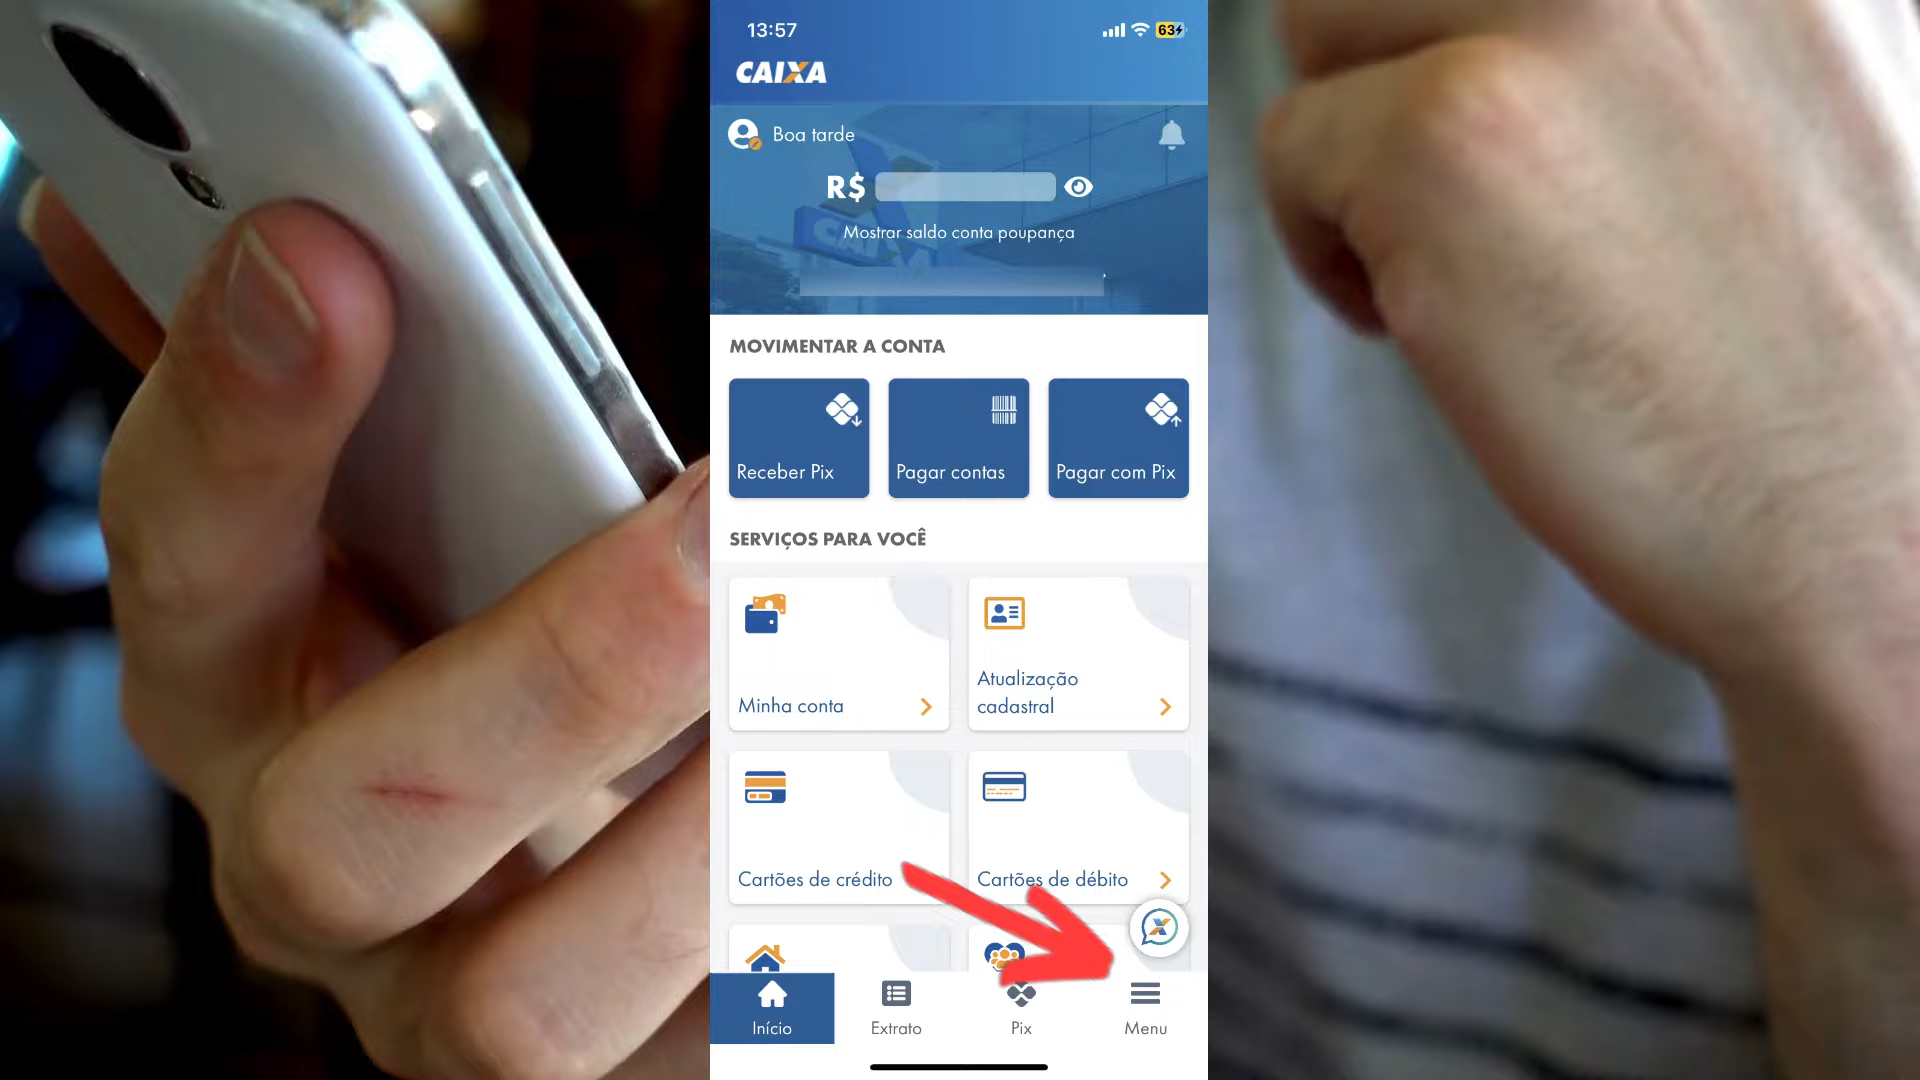 13:57
63
CAIXA
Boa tarde
R$
Mostrar saldo conta poupança
MOVIMENTAR A CONTA
Receber Pix
Pagar contas
Pagar com Pix
SERVIÇOS PARA VOCÊ
Minha conta
Atualização
cadastral
Cartões de crédito
Cartões de débito
Início
Extrato
Pix
Menu